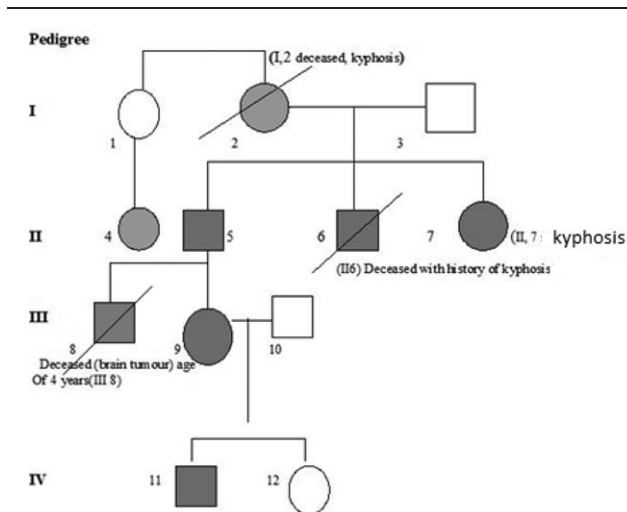 Pedigree
(I,2 deceased, kyphosis)
I
1
2
3
II
4
5
6
7
(II, 7 : kyphosis
(II6) Deceased with history of kyphosis
III
8
9
10
Deceased (brain tumour) age
Of 4 years(III 8)
IV
11
12